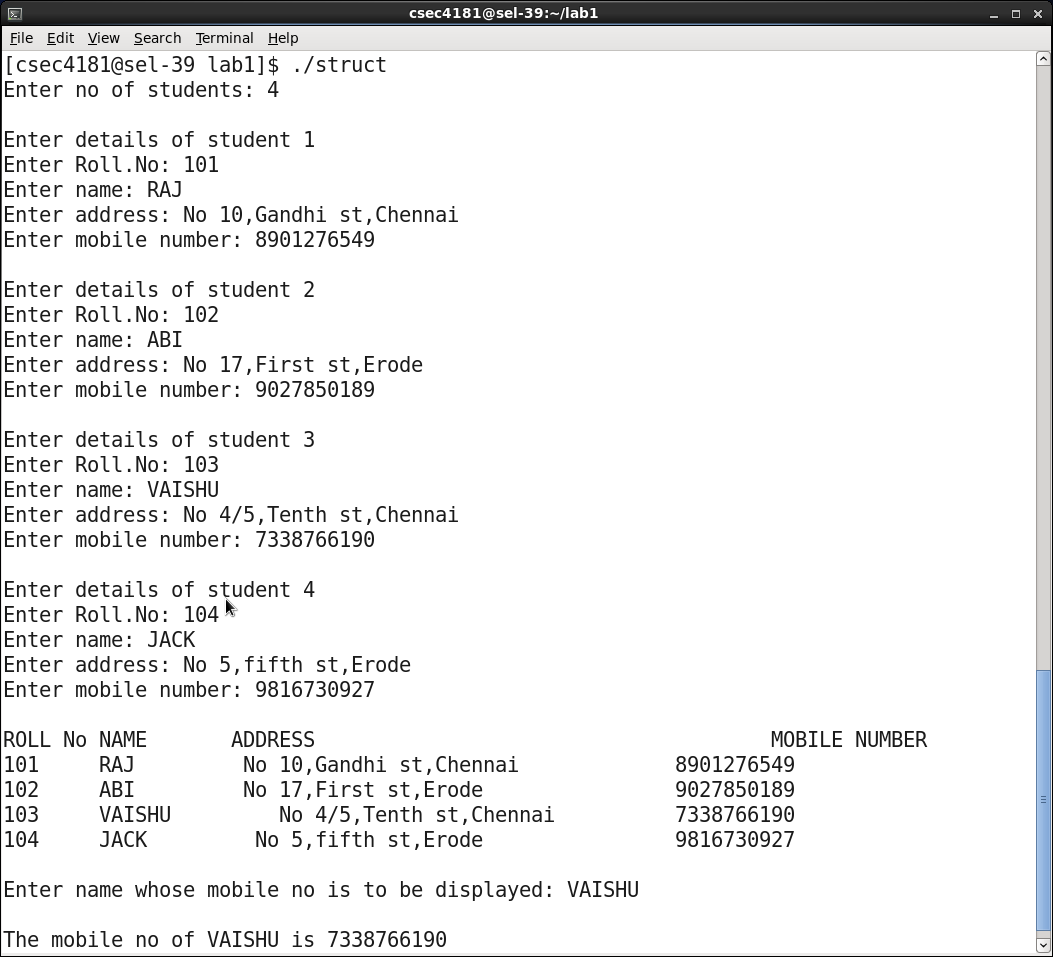 csec4181@sel-39:~/lab1
File Edit View Search Terminal Help
[csec4181@sel-39 lab1]$ ./struct
Enter no of students: 4
Enter details of student 1
Enter Roll.No: 101
Enter name: RAJ
Enter address: No 10,Gandhi st,Chennai
Enter mobile number: 8901276549
Enter details of student 2
Enter Roll.No: 102
Enter name: ABI
Enter address: No 17,First st,Erode
Enter mobile number: 9027850189
Enter details of student 3
Enter Roll.No: 103
Enter name: VAISHU
Enter address: No 4/5,Tenth st,Chennai
Enter mobile number: 7338766190
Enter details of student 4
Enter Roll.No: 104
Enter name: JACK
Enter address: No 5,fifth st,Erode
Enter mobile number: 9816730927
ROLL No NAME       ADDRESS                                      MOBILE NUMBER
101     RAJ         No 10,Gandhi st,Chennai             8901276549
102     ABI         No 17,First st,Erode                9027850189
103     VAISHU         No 4/5,Tenth st,Chennai          7338766190
104     JACK         No 5,fifth st,Erode                9816730927
Enter name whose mobile no is to be displayed: VAISHU
The mobile no of VAISHU is 7338766190